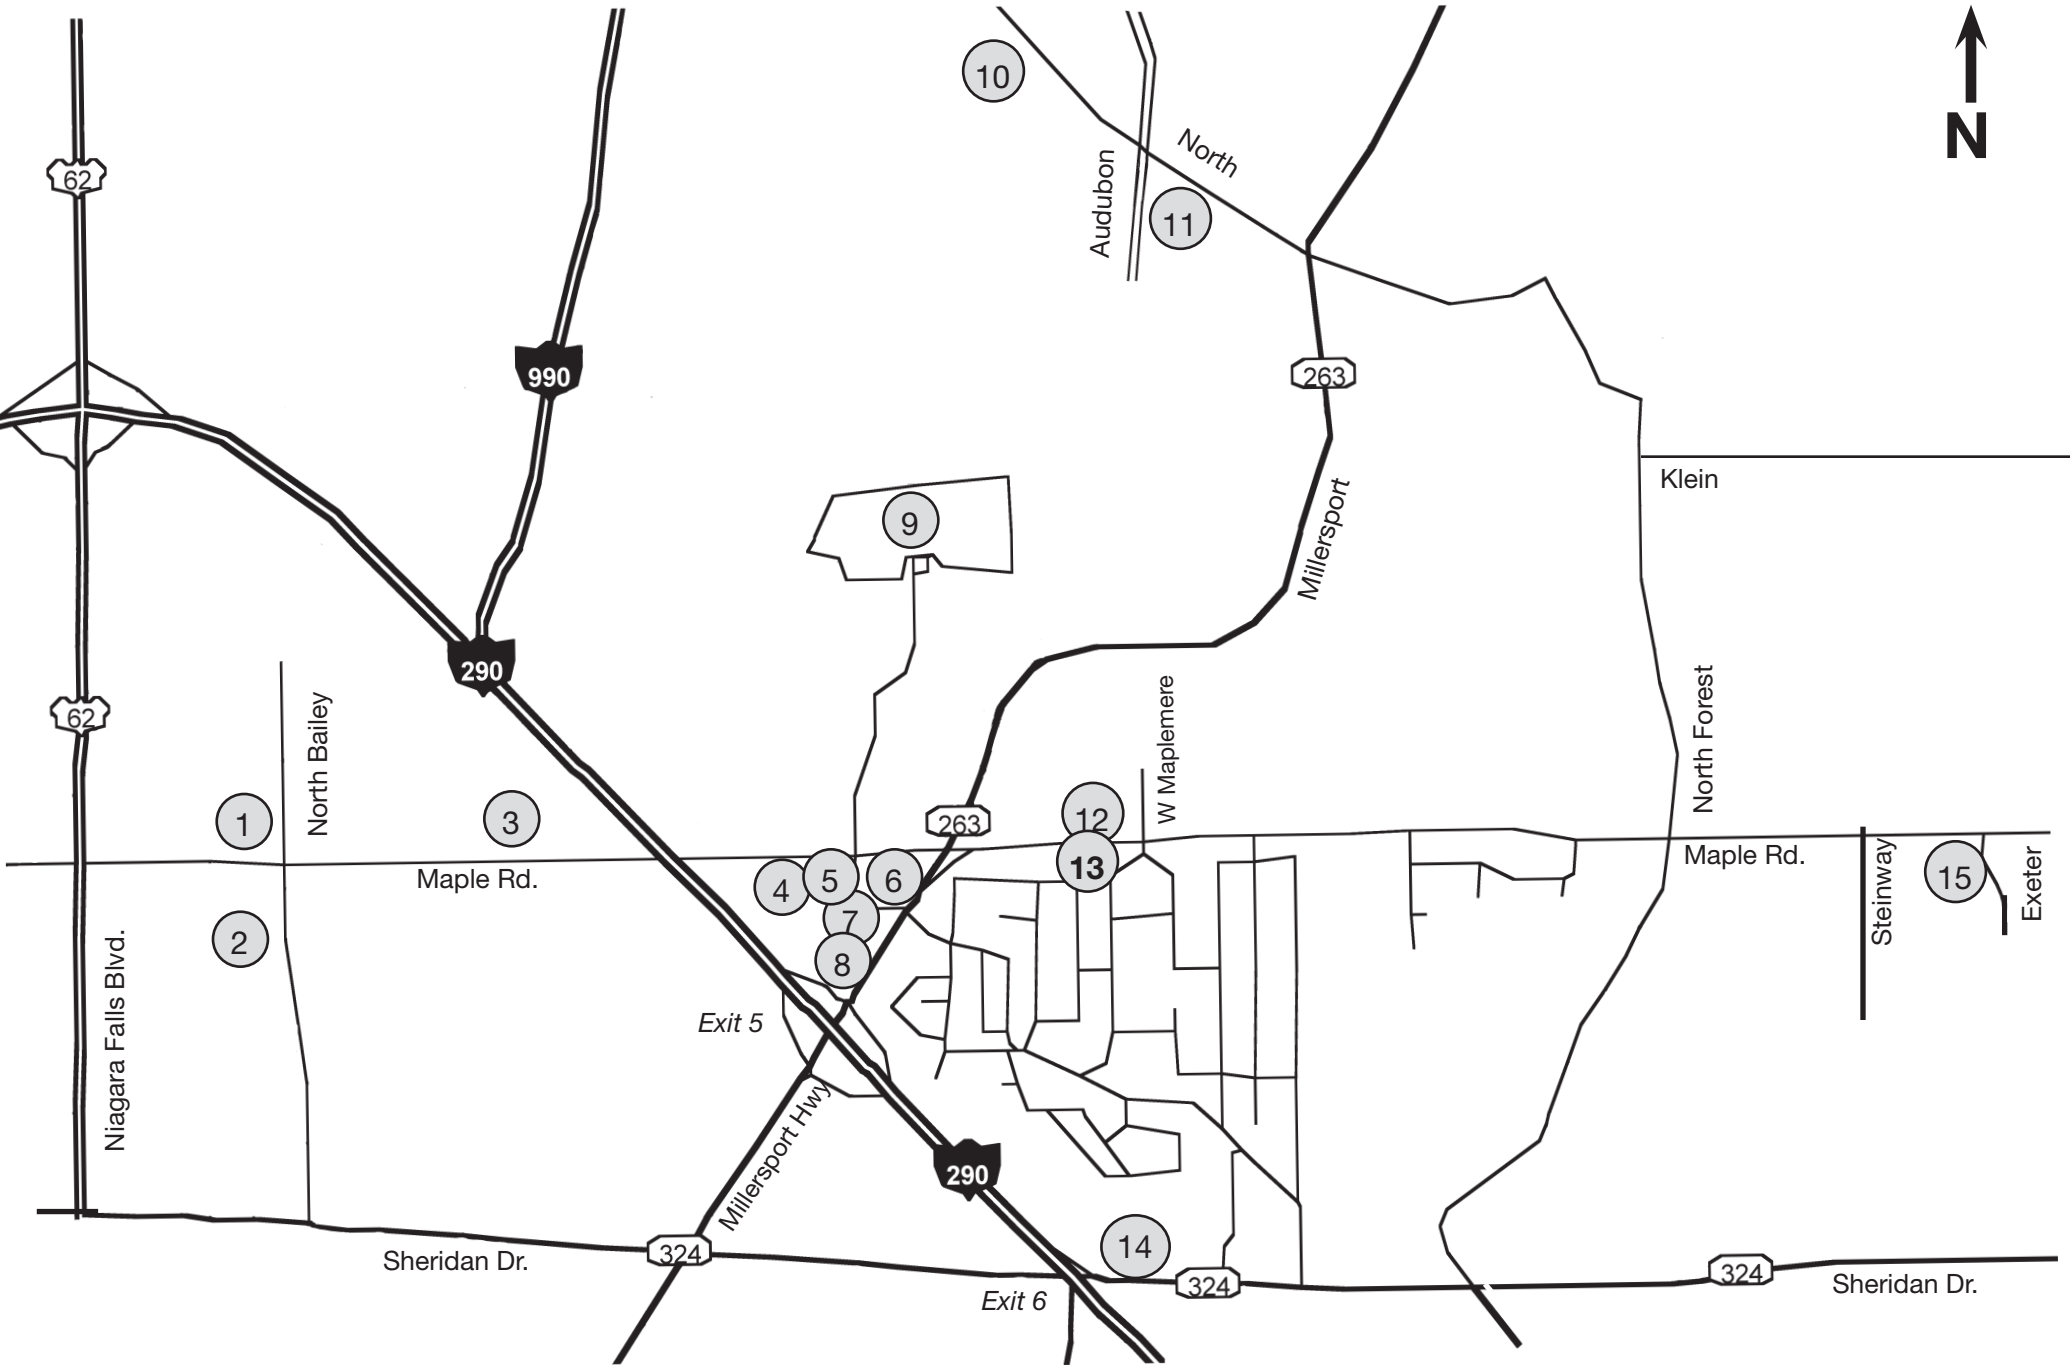 10
N
North
62
Audubon
11
990
263
Klein
9
Millersport
290
62
North Bailey
W Maplemere
North Forest
1
3
263
12
Maple Rd.
4
5
6
13
Maple Rd.
15
Steinway
Exeter
2
7
8
Niagara Falls Blvd.
Exit 5
Millersport Hwy
290
14
324
Sheridan Dr.
324
324
Exit 6
Sheridan Dr.